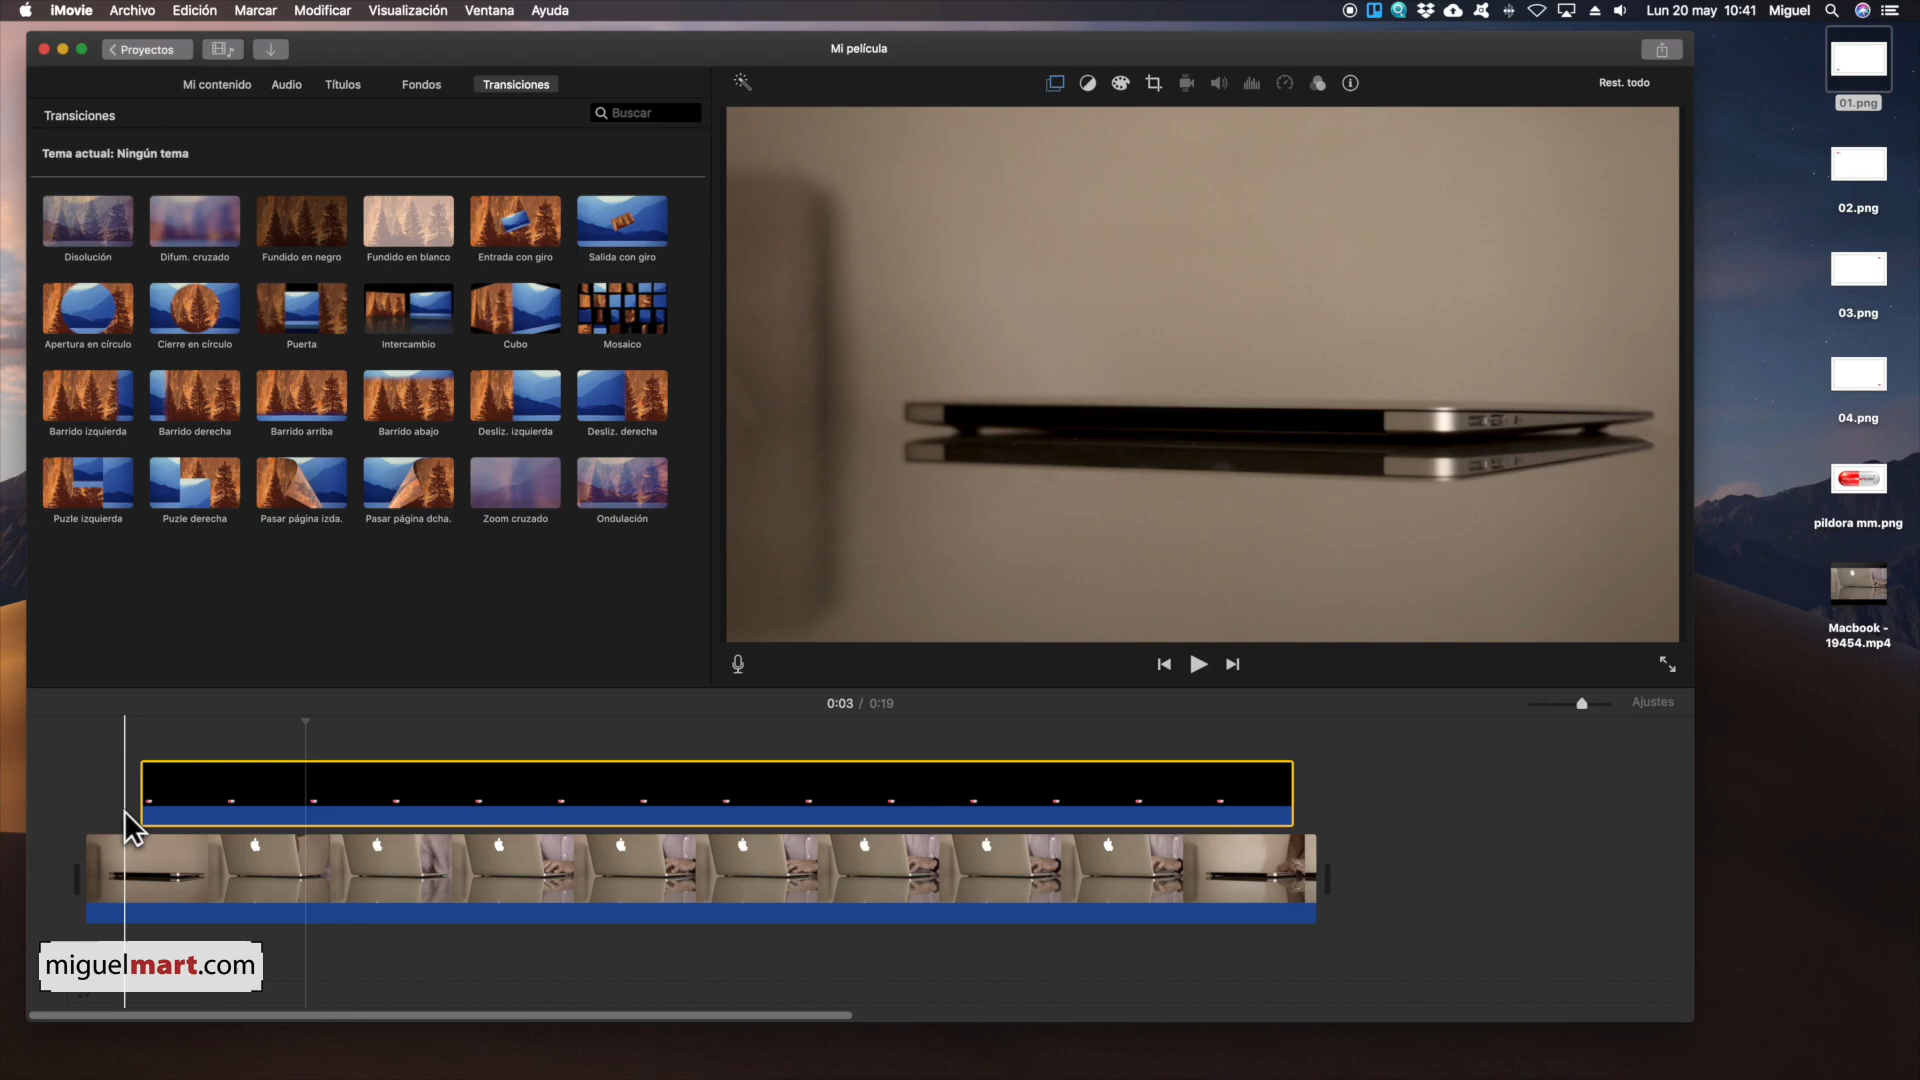 iMovie Archivo Edición Marcar Modificar Visualización Ventana Ayuda
Lun 20 may 10:41 Miguel
Proyectos
Mi película
Mi contenido Audio Títulos Fondos Transiciones
Rest. todo
Transiciones
Buscar
Tema actual: Ningún tema
Disolución Difum. cruzado Fundido en negro Fundido en blanco Entrada con giro Salida con giro
Apertura en círculo Cierre en círculo Puerta Intercambio Cubo Mosaico
Barrido izquierda Barrido derecha Barrido arriba Barrido abajo Desliz. izquierda Desliz. derecha
Puzle izquierda Puzle derecha Pasar página izda. Pasar página dcha. Zoom cruzado Ondulación
0:03 / 0:19
Ajustes
miguelmart.com
01.png
02.png
03.png
04.png
pildora mm.png
Macbook -
19454.mp4